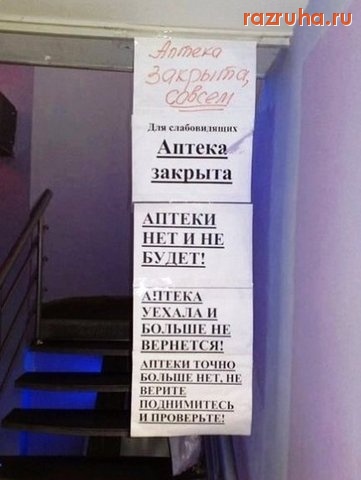 razruha.ru
Аптека
закрыта,
совсем
Для слабовидящих
Аптека
закрыта
АПТЕКИ
НЕТ И НЕ
БУДЕТ!
АПТЕКА
УЕХАЛА И
БОЛЬШЕ НЕ
ВЕРНЕТСЯ!
АПТЕКИ ТОЧНО
БОЛЬШЕ НЕТ, НЕ
ВЕРИТЕ
ПОДНИМИТЕСЬ
И ПРОВЕРЬТЕ!